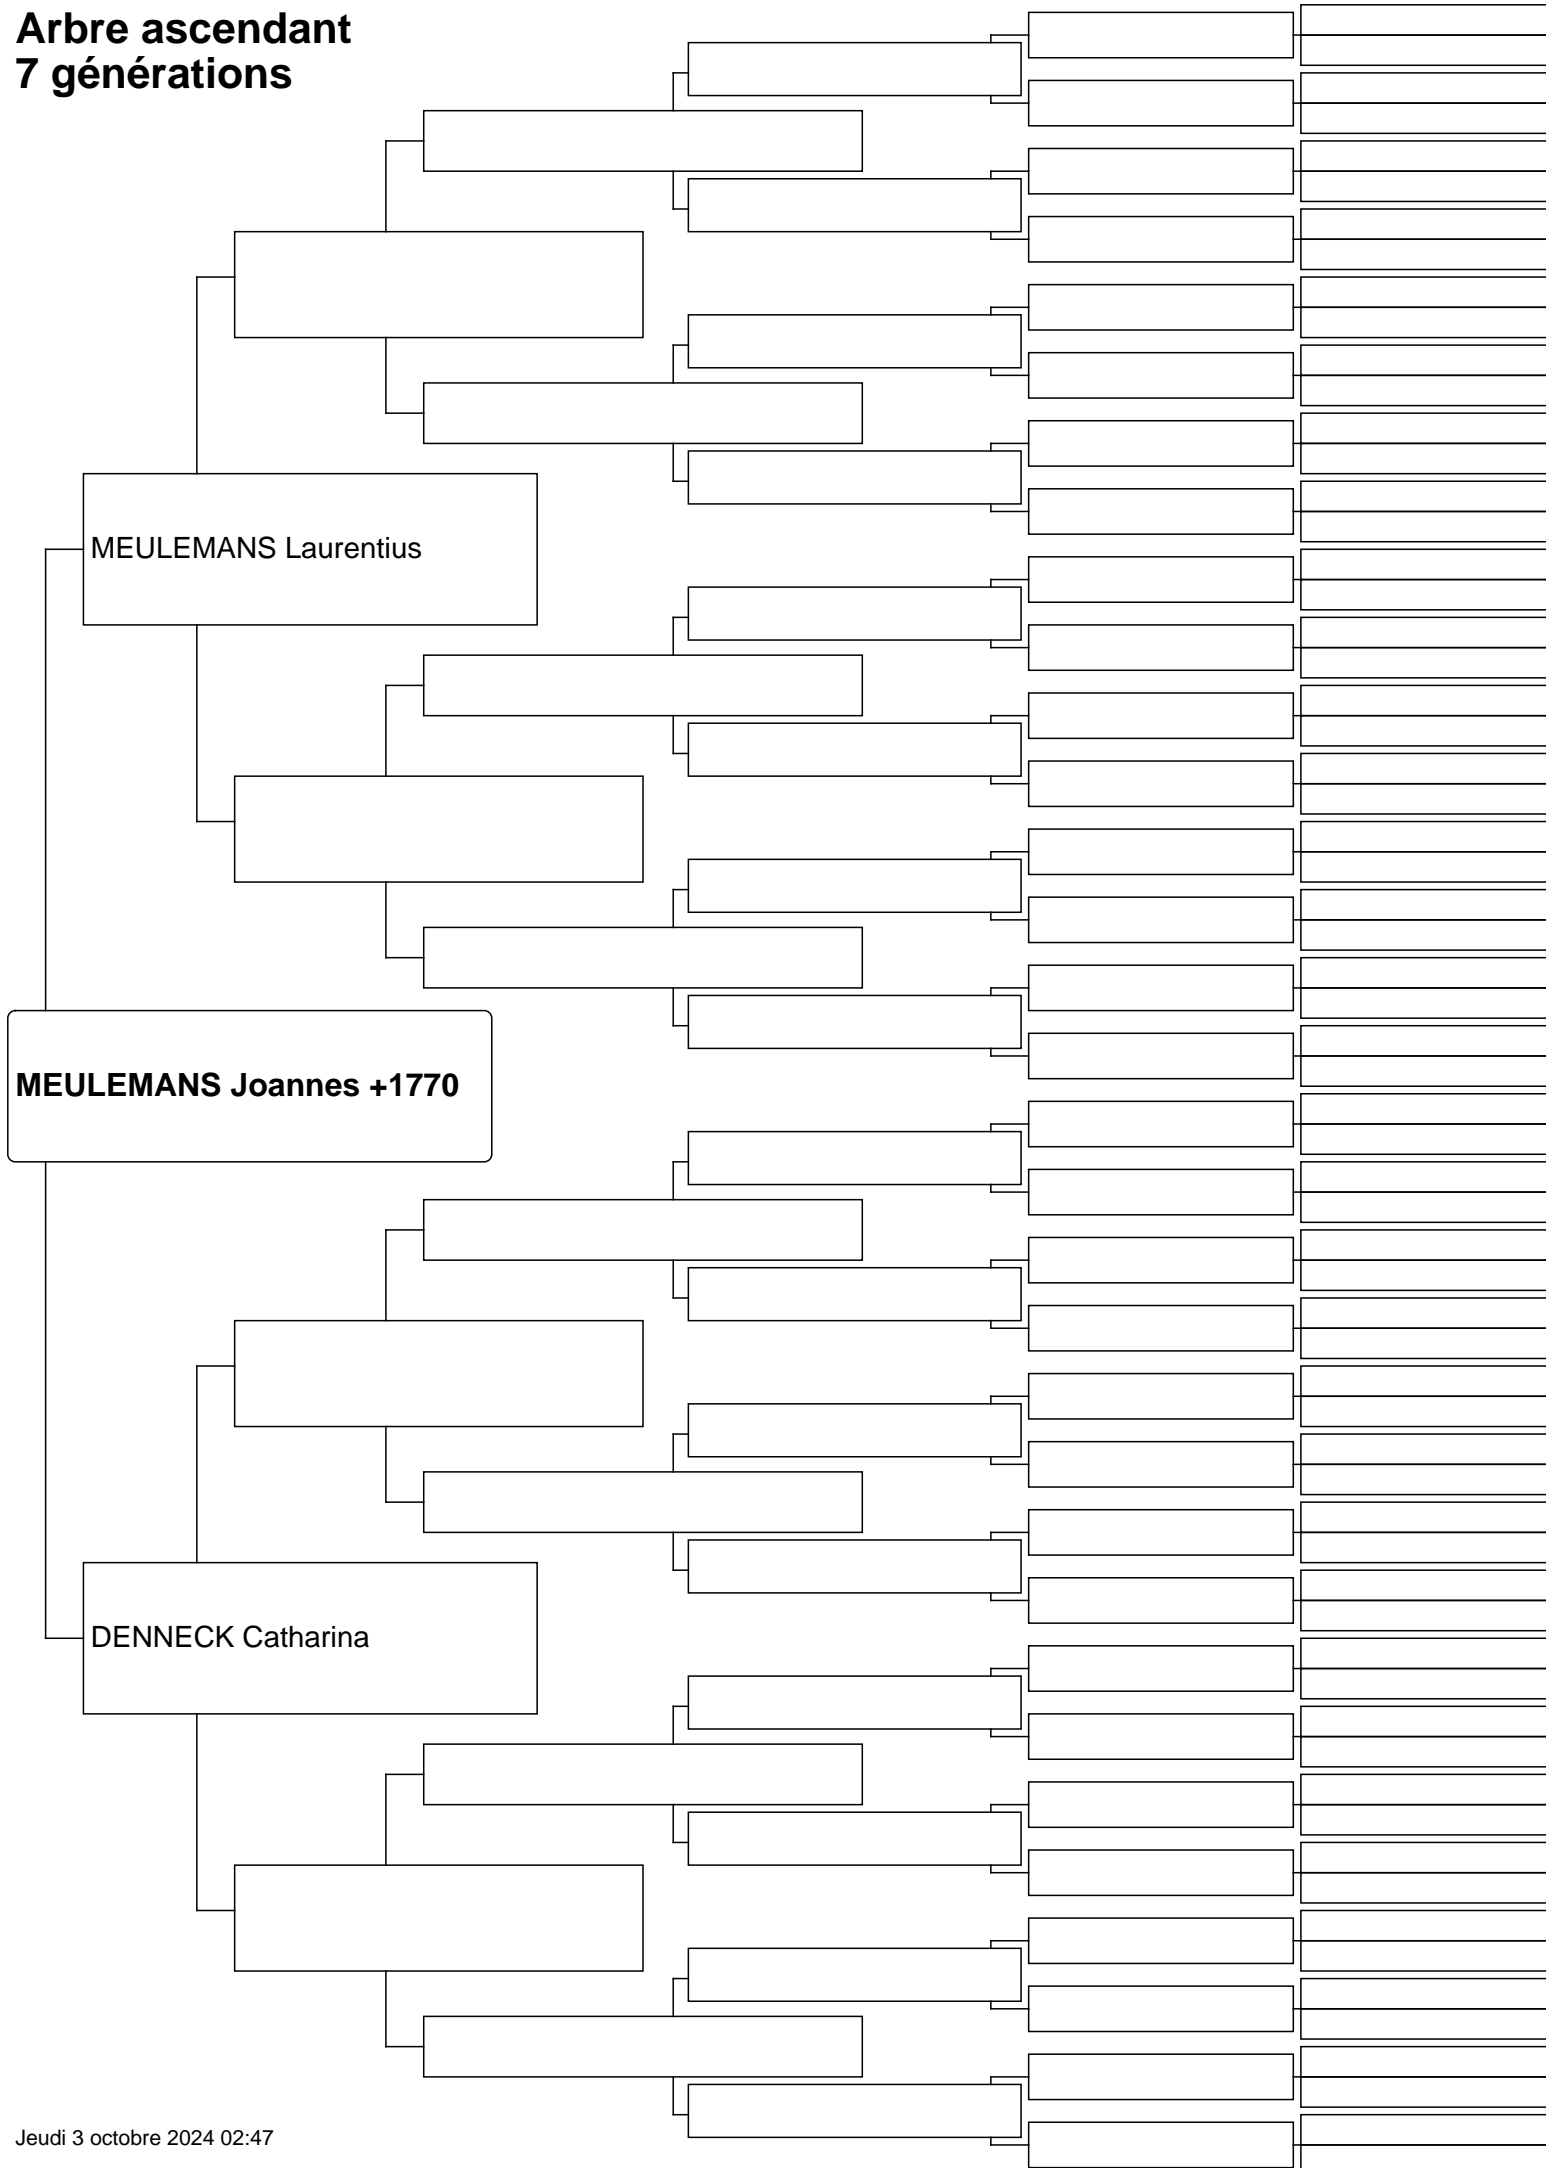 Arbre ascendant
7 générations
MEULEMANS Laurentius
MEULEMANS Joannes +1770
DENNECK Catharina
Jeudi 3 octobre 2024 02:47